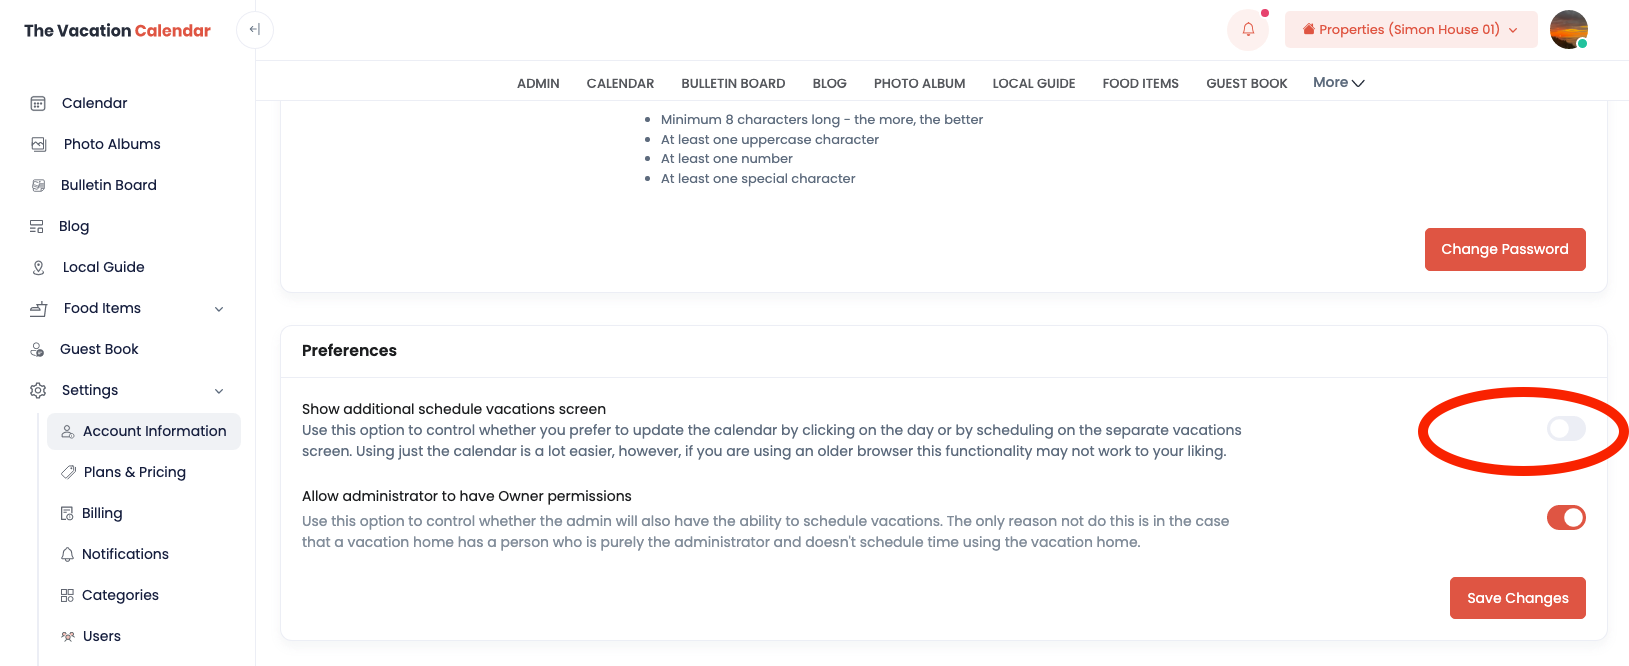 The Vacation Calendar
Properties (Simon House 01)
ADMIN CALENDAR BULLETIN BOARD BLOG PHOTO ALBUM LOCAL GUIDE FOOD ITEMS GUEST BOOK More
Calendar
Photo Albums
Bulletin Board
Blog
Local Guide
Food Items
Guest Book
Settings
Account Information
Plans & Pricing
Billing
Notifications
Categories
Users
Minimum 8 characters long - the more, the better
At least one uppercase character
At least one number
At least one special character
Change Password
Preferences
Show additional schedule vacations screen
Use this option to control whether you prefer to update the calendar by clicking on the day or by scheduling on the separate vacations
screen. Using just the calendar is a lot easier, however, if you are using an older browser this functionality may not work to your liking.
Allow administrator to have Owner permissions
Use this option to control whether the admin will also have the ability to schedule vacations. The only reason not do this is in the case
that a vacation home has a person who is purely the administrator and doesn't schedule time using the vacation home.
Save Changes